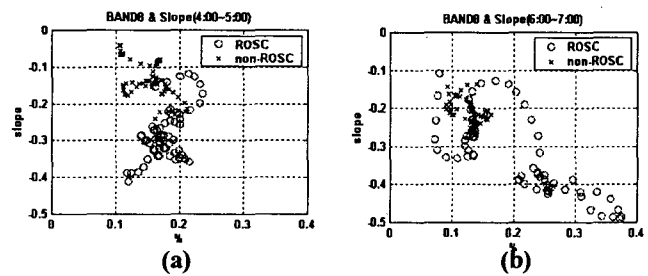 BAND8 & Slope(4:00~5:00)
0
-0.1
-0.2
-0.3
-0.4
-0.5
slope
ROSC
non-ROSC
0 0.1 0.2 0.3 0.4
%
(a)
BAND8 & Slope(6:00~7:00)
0
-0.1
-0.2
-0.3
-0.4
-0.5
slope
ROSC
non-ROSC
0 0.1 0.2 0.3 0.4
%
(b)